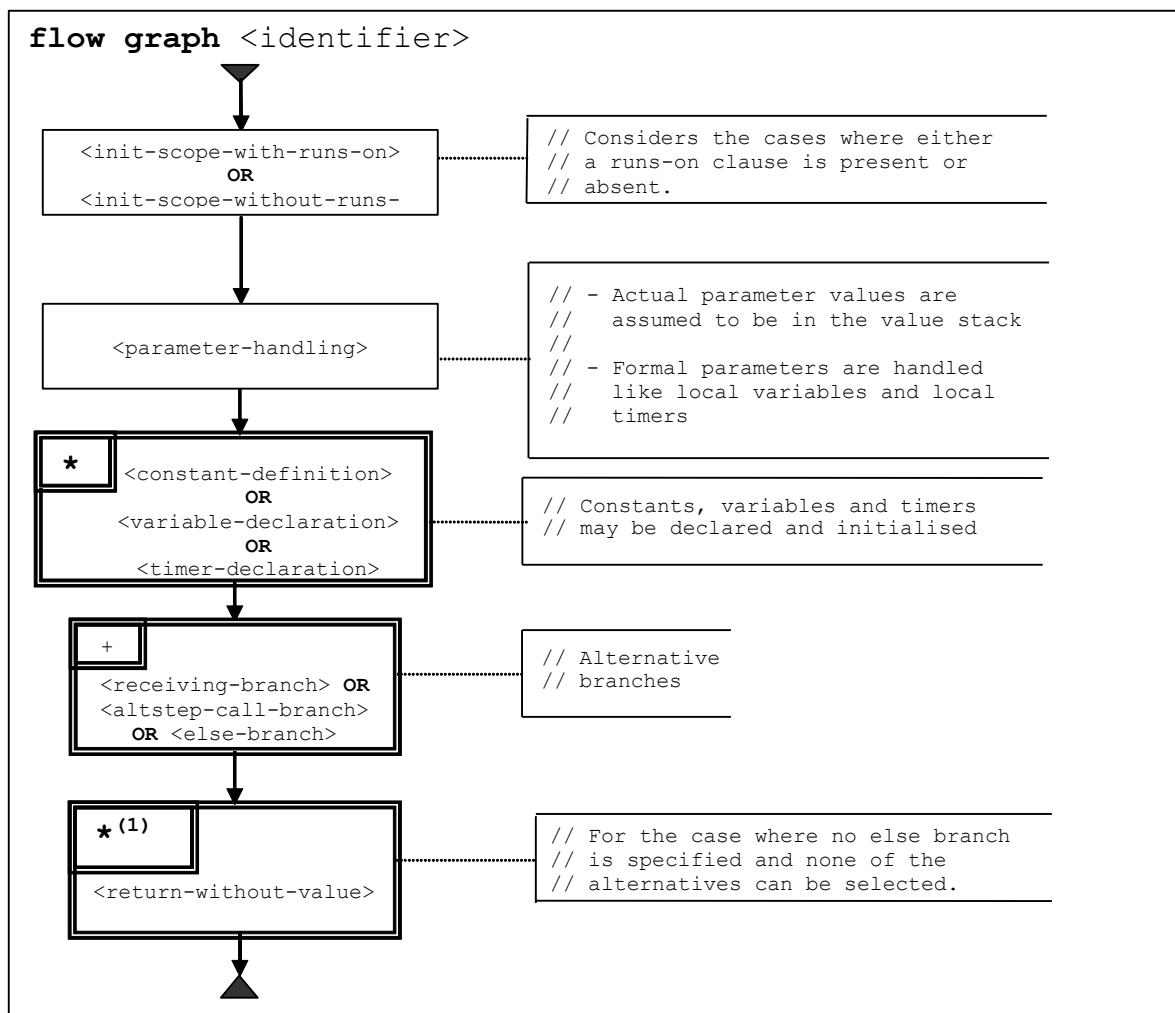 flow graph <identifier>
<init-scope-with-runs-on>
OR
<init-scope-without-runs-
// Considers the cases where either
// a runs-on clause is present or
// absent.
<parameter-handling>
// - Actual parameter values are
//   assumed to be in the value stack
//
// - Formal parameters are handled
//   like local variables and local
//   timers
*
<constant-definition>
OR
<variable-declaration>
OR
<timer-declaration>
// Constants, variables and timers
// may be declared and initialised
+
<receiving-branch> OR
<altstep-call-branch>
OR <else-branch>
// Alternative
// branches
*(1)
<return-without-value>
// For the case where no else branch
// is specified and none of the
// alternatives can be selected.